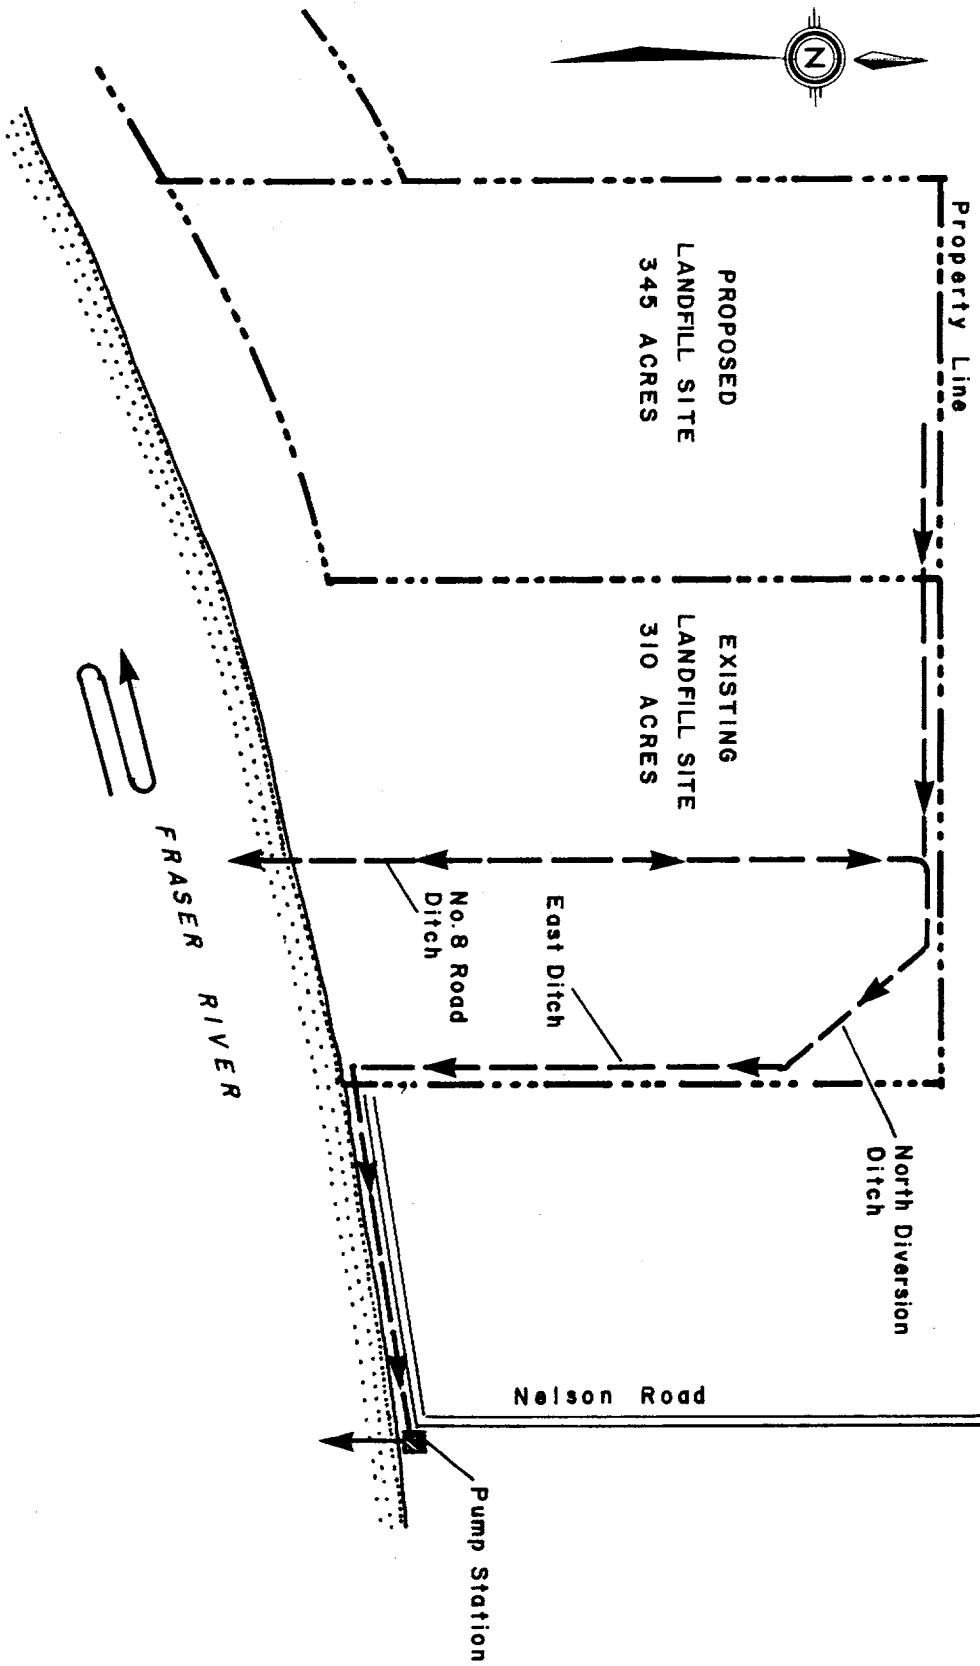 N
Property Line
PROPOSED
LANDFILL SITE
345 ACRES
EXISTING
LANDFILL SITE
310 ACRES
North Diversion
Ditch
East Ditch
No. 8 Road
Ditch
Nelson Road
Pump Station
FRASER RIVER